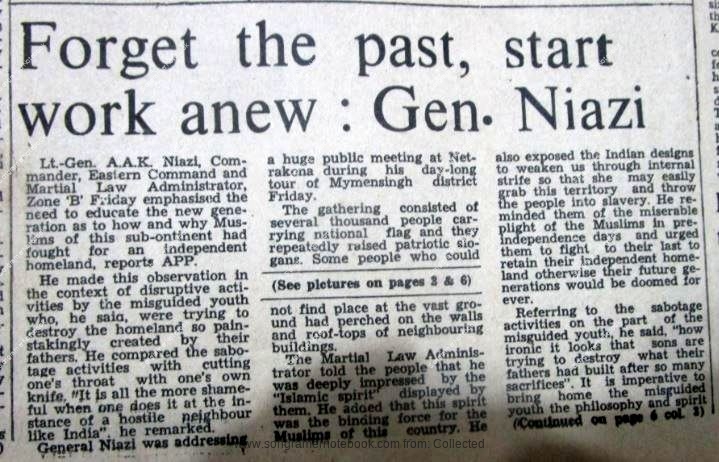 Forget the past, start
work anew : Gen. Niazi
Lt.-Gen. A.A.K. Niazi, Com-
mander, Eastern Command and
Martial Law Administrator,
Zone 'B' Friday emphasised the
need to educate the new gene-
ration as to how and why Mus-
lims of this sub-ontinent had
fought for an independent
homeland, reports APP.
He made this observation in
the context of disruptive acti-
vities by the misguided youth
who, he said, were trying to
destroy the homeland so pain-
stakingly created by their
fathers. He compared the sabo-
tage activities with cutting
one's throat with one's own
knife. "It is all the more shame-
ful when one does it at the in-
stance of a hostile neighbour
like India", he remarked.
General Niazi was addressing
a huge public meeting at Net-
rakona during his day-long
tour of Mymensingh district
Friday.
The gathering consisted of
several thousand people car-
rying national flag and they
repeatedly raised patriotic slo-
gans. Some people who could
(See pictures on pages 3 & 6)
not find place at the vast gro-
und had perched on the walls
and roof-tops of neighbouring
buildings.
The Martial Law Adminis-
trator told the people that he
was deeply impressed by the
"Islamic spirit" displayed by
them. He adoed that this spirit
was the binding force for the
Muslims of this country. He
also exposed the Indian designs
to weaken us through internal
strife so that she may easily
grab this territory and throw
the people into slavery. He re-
minded them of the miserable
plight of the Muslims in pre-
independence days and urged
them to fight to their last to
retain their independent home-
land otherwise their future ge-
nerations would be doomed for
ever.
Referring to the sabotage
activities on the part of the
misguided youth, he said, "how
ironic it looks that sons are
trying to destroy what their
fathers had built after so many
sacrifices". It is imperative to
bring home the misguided
youth the philosophy and spirit
(Continued on page 6 col. 3)
www.songramernotebook.com from: Collected